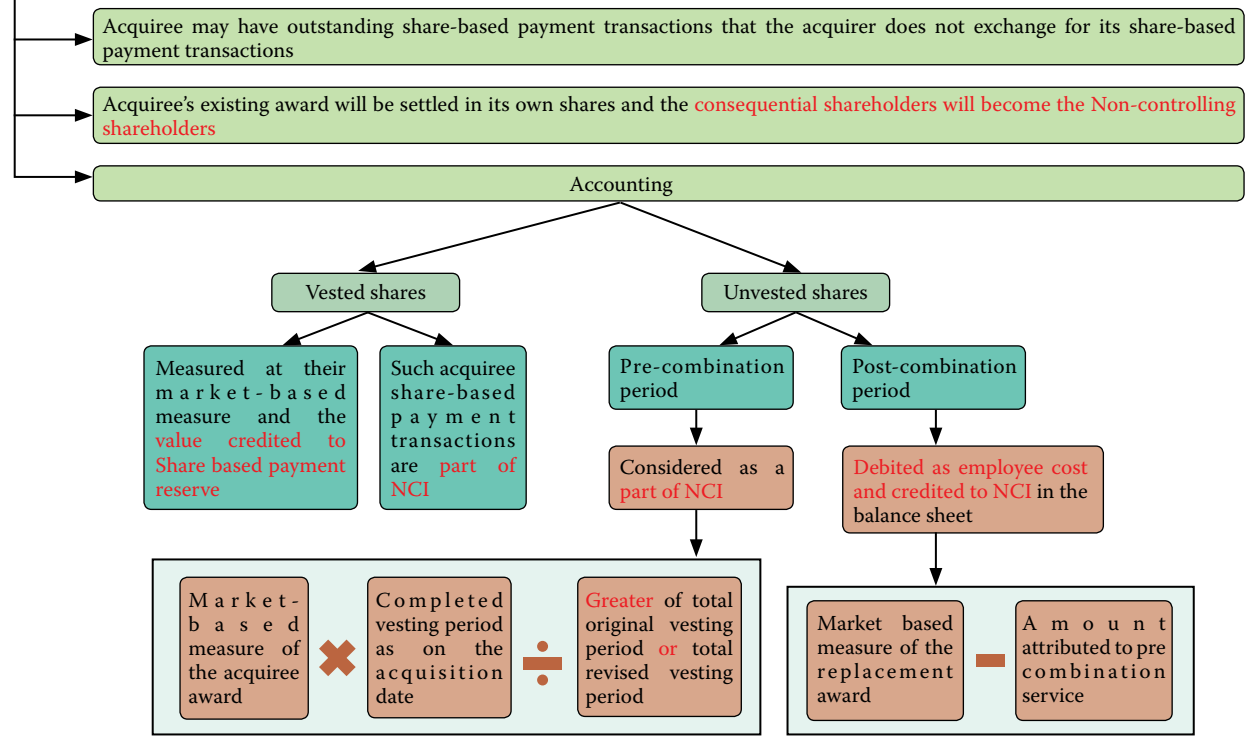 Acquiree may have outstanding share-based payment transactions that the acquirer does not exchange for its share-based
payment transactions
Acquiree’s existing award will be settled in its own shares and the consequential shareholders will become the Non-controlling
shareholders
Accounting
Vested shares
Unvested shares
Measured at their
market-based
measure and the
value credited to
Share based payment
reserve
Such acquiree
share-based
payment
transactions
are part of
NCI
Pre-combination
period
Post-combination
period
Considered as a
part of NCI
Debited as employee cost
and credited to NCI in the
balance sheet
Market-
based
measure of
the acquiree
award
Completed
vesting period
as on the
acquisition
date
Greater of total
original vesting
period or total
revised vesting
period
Market based
measure of the
replacement
award
Amount
attributed to pre
combination
service